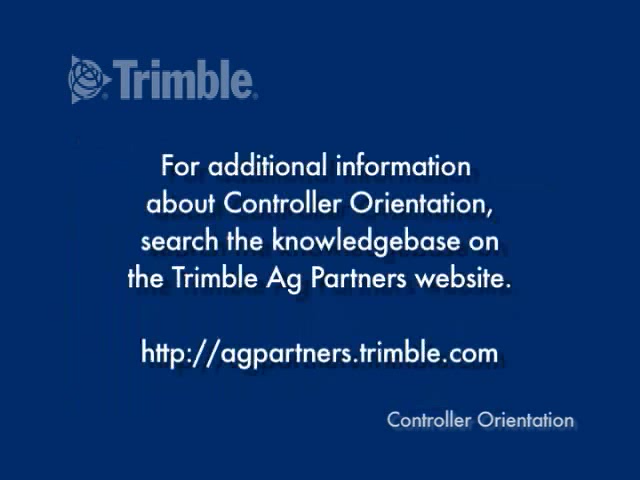 Trimble®
For additional information
about Controller Orientation,
search the knowledgebase on
the Trimble Ag Partners website.
http://agpartners.trimble.com
Controller Orientation